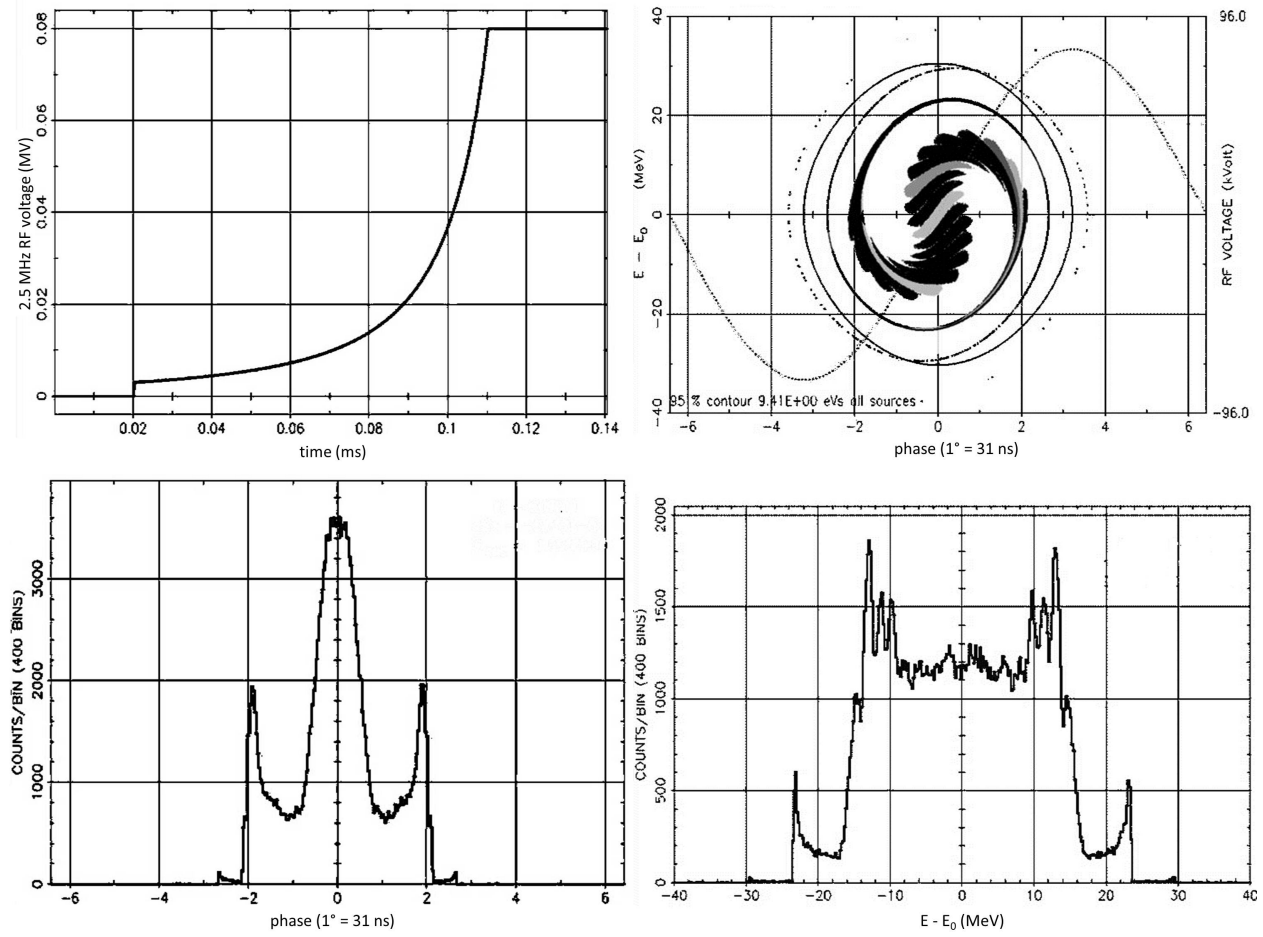 2.5 MHz RF voltage (MV)
0.08
0.06
0.04
0.02
0
0.02 0.04 0.06 0.08 0.1 0.12 0.14
time (ms)
E - E₀ (MeV)
40
20
0
-20
-40
96.0
RF VOLTAGE (kVolt)
-96.0
95 % contour 9.41E+00 eVs all sources
-6 -4 -2 0 2 4 6
phase (1° = 31 ns)
COUNTS/BIN (400 BINS)
3000
2000
1000
0
-6 -4 -2 0 2 4 6
phase (1° = 31 ns)
COUNTS/BIN (400 BINS)
2000
1500
1000
500
0
-40 -30 -20 -10 0 10 20 30 40
E - E₀ (MeV)